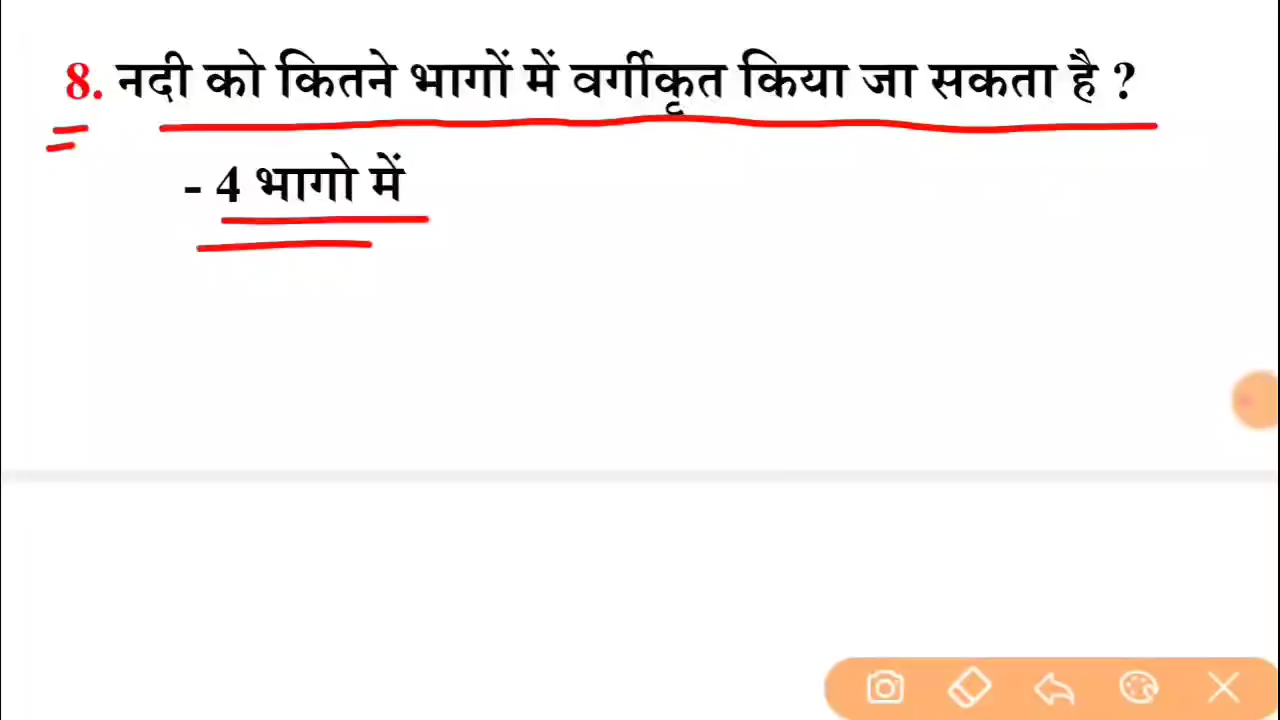 8. नदी को कितने भागों में वर्गीकृत किया जा सकता है ?
- 4 भागो में